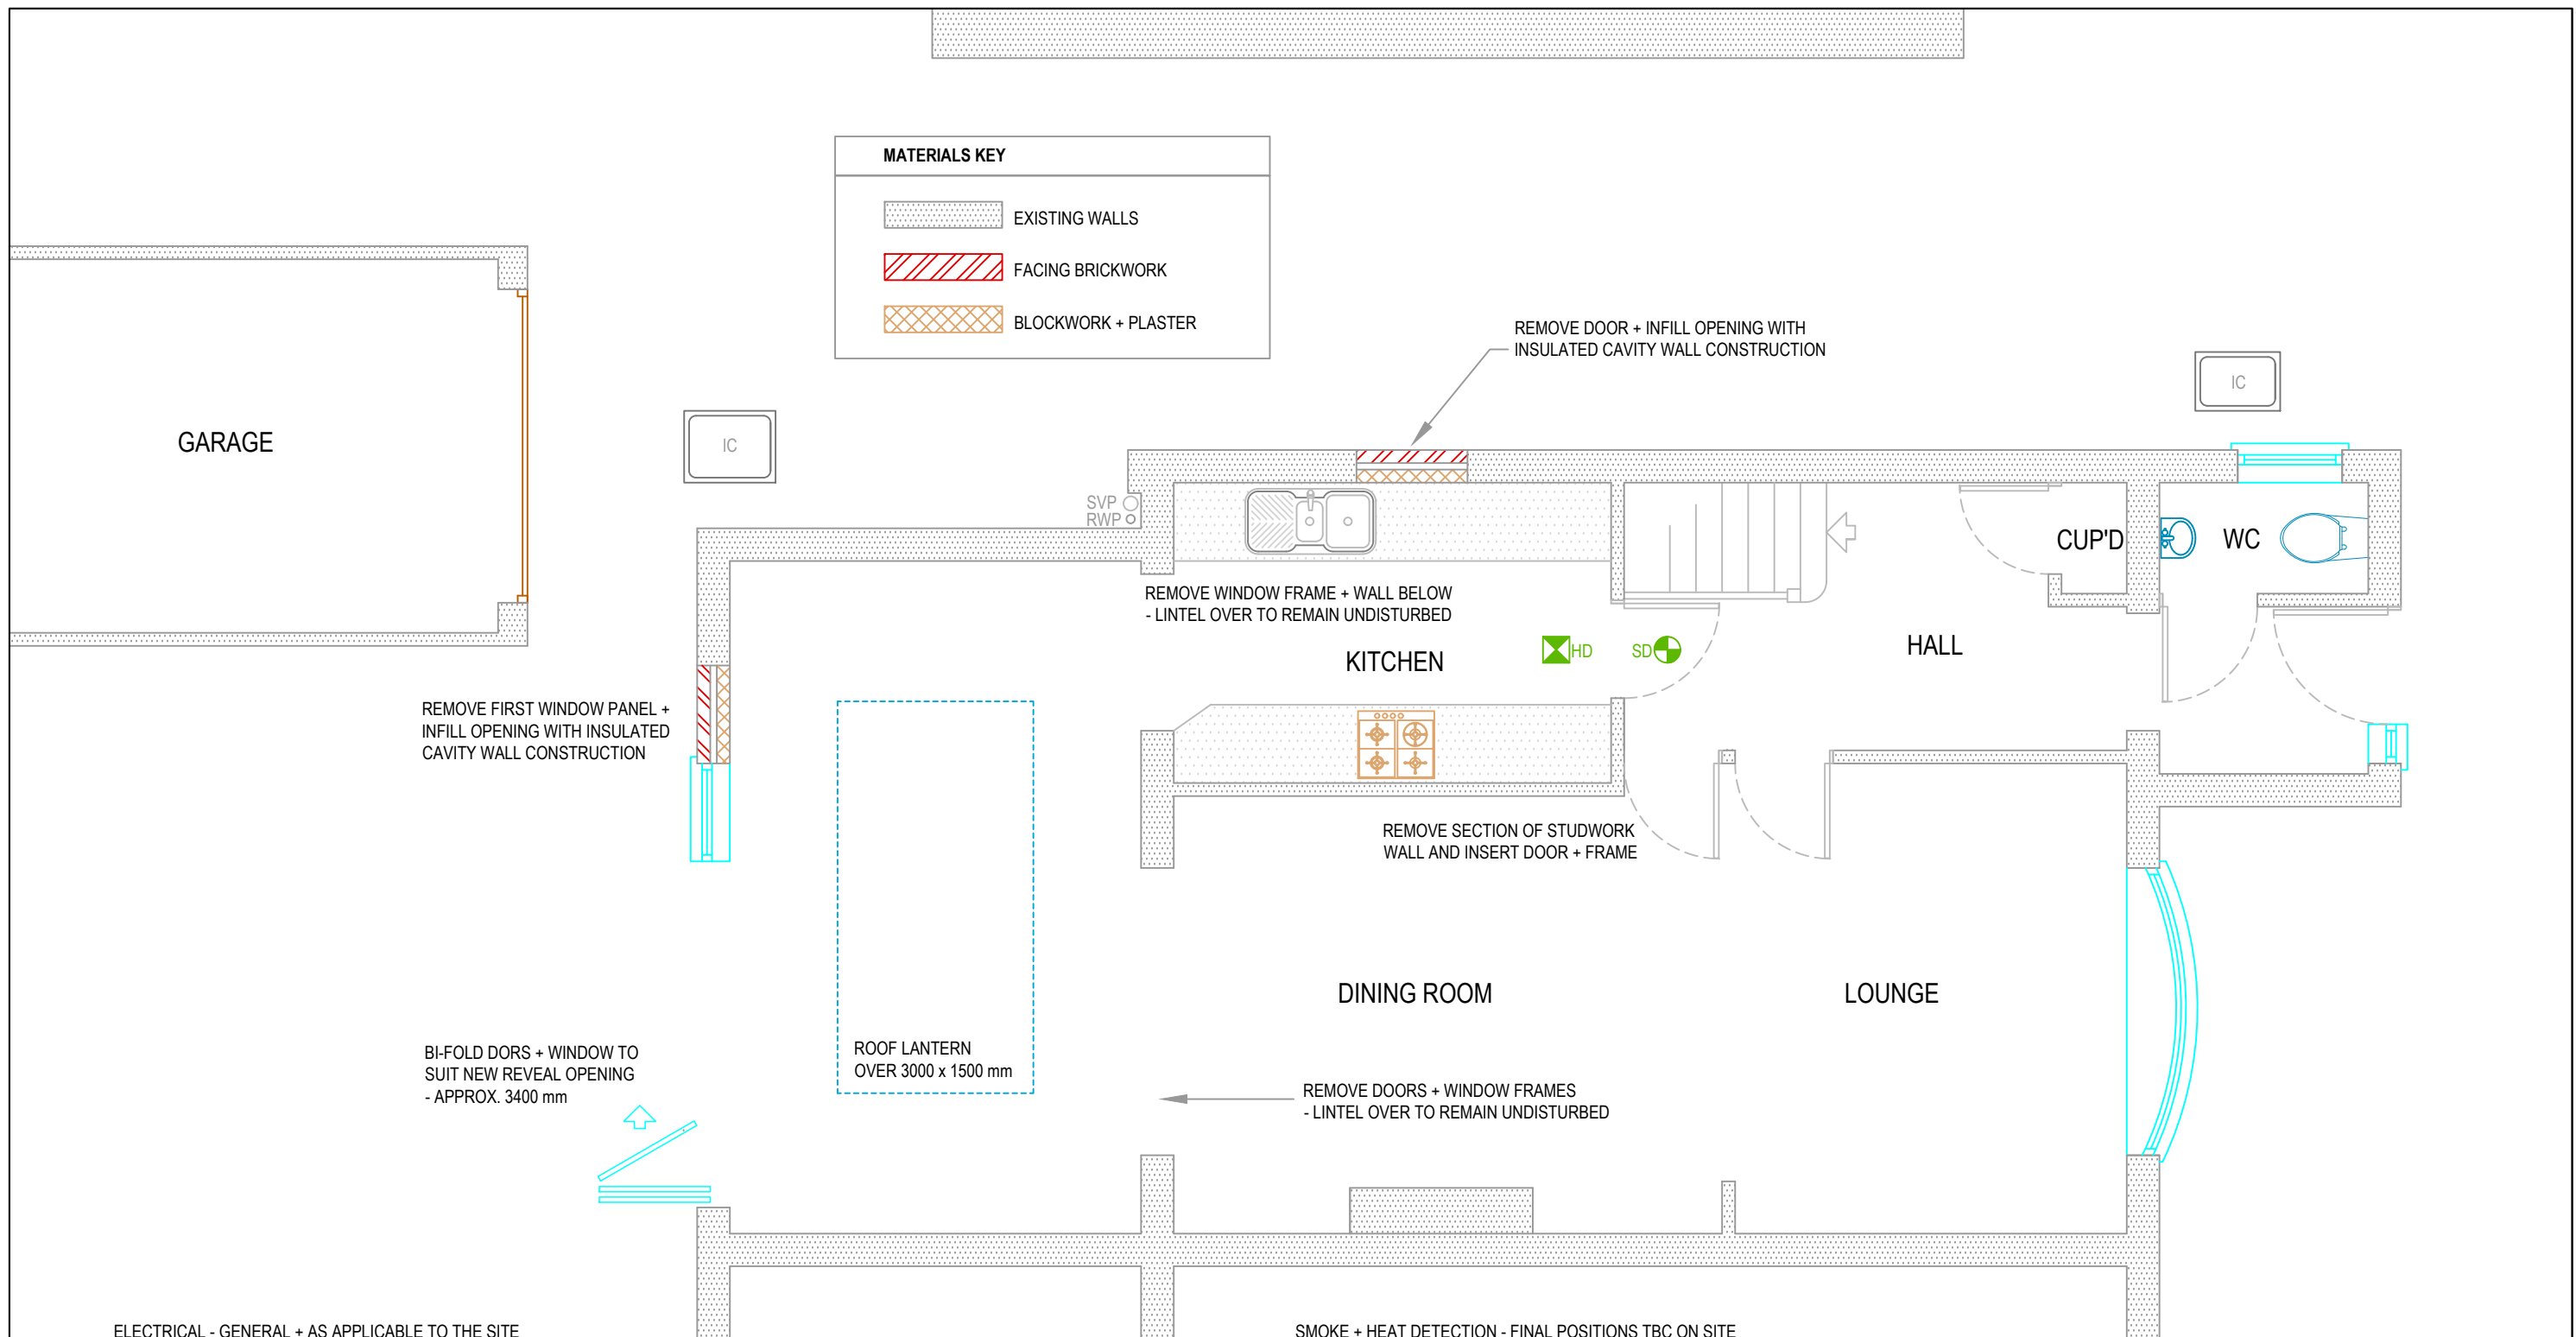 MATERIALS KEY
EXISTING WALLS
FACING BRICKWORK
BLOCKWORK + PLASTER
REMOVE DOOR + INFILL OPENING WITH
INSULATED CAVITY WALL CONSTRUCTION
IC
GARAGE
IC
SVP
RWP
CUP'D
WC
REMOVE WINDOW FRAME + WALL BELOW
- LINTEL OVER TO REMAIN UNDISTURBED
KITCHEN
HD
SD
HALL
REMOVE FIRST WINDOW PANEL +
INFILL OPENING WITH INSULATED
CAVITY WALL CONSTRUCTION
REMOVE SECTION OF STUDWORK
WALL AND INSERT DOOR + FRAME
DINING ROOM
LOUNGE
BI-FOLD DORS + WINDOW TO
SUIT NEW REVEAL OPENING
- APPROX. 3400 mm
ROOF LANTERN
OVER 3000 x 1500 mm
REMOVE DOORS + WINDOW FRAMES
- LINTEL OVER TO REMAIN UNDISTURBED
ELECTRICAL - GENERAL + AS APPLICABLE TO THE SITE
SMOKE + HEAT DETECTION - FINAL POSITIONS TBC ON SITE